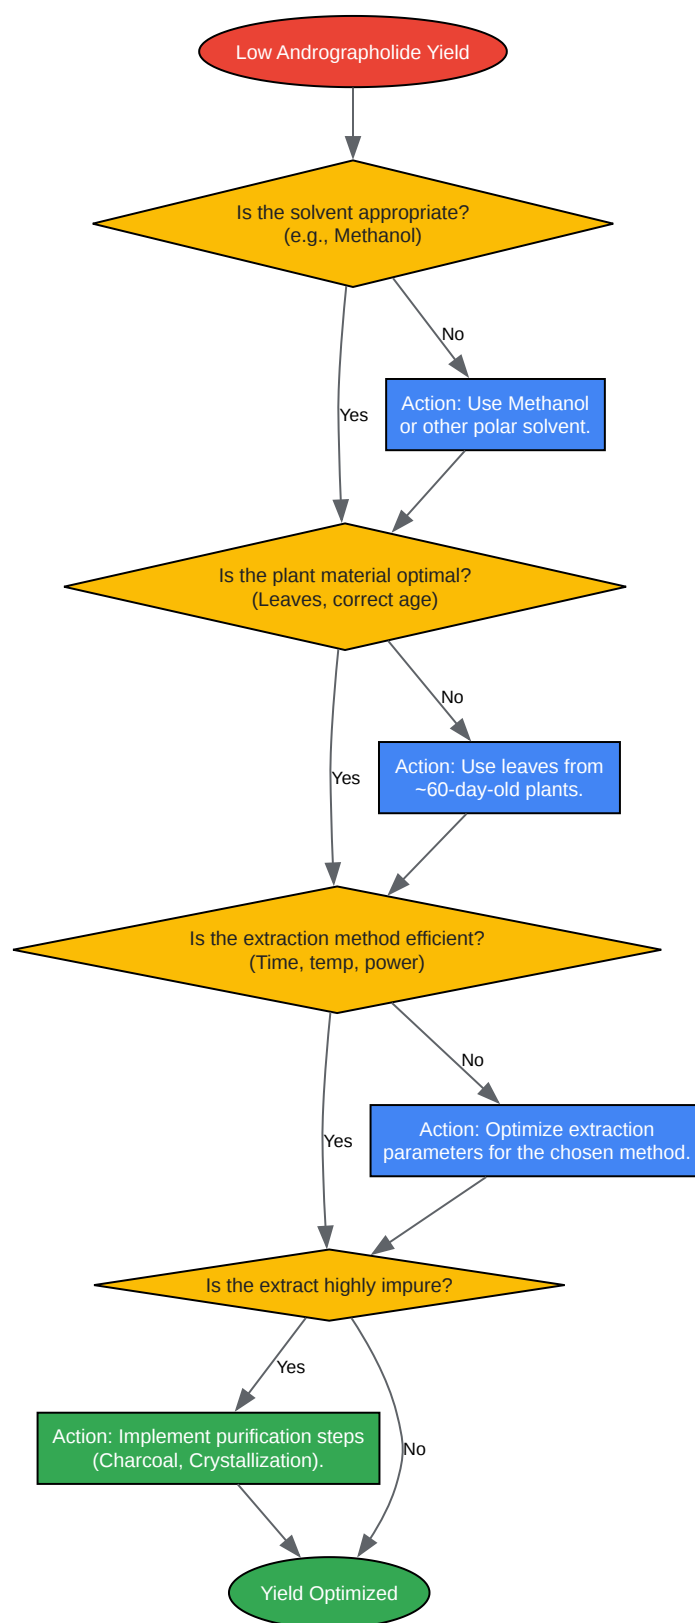 Low Andrographolide Yield
Is the solvent appropriate?
(e.g., Methanol)
No
Yes
Action: Use Methanol
or other polar solvent.
Is the plant material optimal?
(Leaves, correct age)
No
Yes
Action: Use leaves from
~60-day-old plants.
Is the extraction method efficient?
(Time, temp, power)
No
Yes
Action: Optimize extraction
parameters for the chosen method.
Is the extract highly impure?
Yes
Action: Implement purification steps
(Charcoal, Crystallization).
No
Yield Optimized